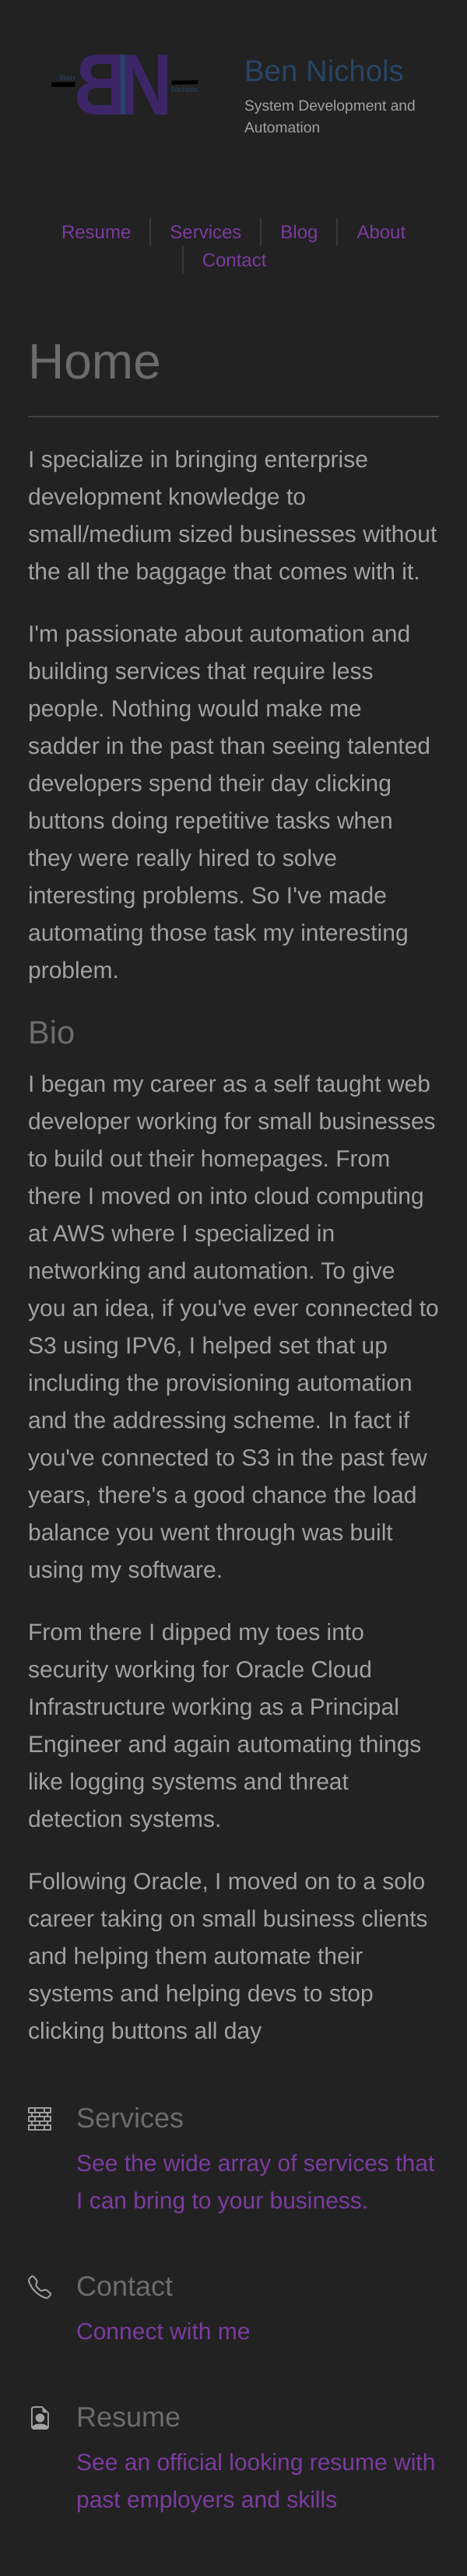 Ben
BN
Nichols
Ben Nichols
System Development and
Automation
Resume
Services
Blog
About
Contact
Home
I specialize in bringing enterprise
development knowledge to
small/medium sized businesses without
the all the baggage that comes with it.
I'm passionate about automation and
building services that require less
people. Nothing would make me
sadder in the past than seeing talented
developers spend their day clicking
buttons doing repetitive tasks when
they were really hired to solve
interesting problems. So I've made
automating those task my interesting
problem.
Bio
I began my career as a self taught web
developer working for small businesses
to build out their homepages. From
there I moved on into cloud computing
at AWS where I specialized in
networking and automation. To give
you an idea, if you've ever connected to
S3 using IPV6, I helped set that up
including the provisioning automation
and the addressing scheme. In fact if
you've connected to S3 in the past few
years, there's a good chance the load
balance you went through was built
using my software.
From there I dipped my toes into
security working for Oracle Cloud
Infrastructure working as a Principal
Engineer and again automating things
like logging systems and threat
detection systems.
Following Oracle, I moved on to a solo
career taking on small business clients
and helping them automate their
systems and helping devs to stop
clicking buttons all day
Services
See the wide array of services that
I can bring to your business.
Contact
Connect with me
Resume
See an official looking resume with
past employers and skills